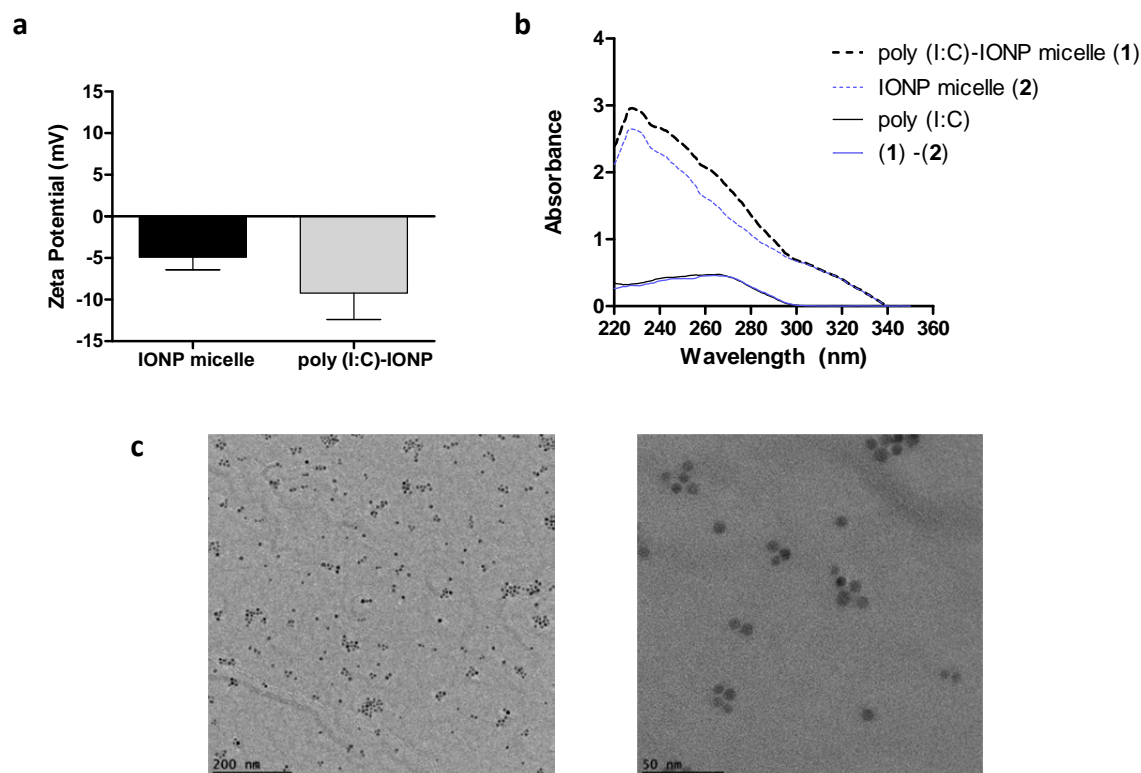 a
Zeta Potential (mV)
15
10
5
0
-5
-10
-15
IONP micelle
poly (I:C)-IONP
b
Absorbance
4
3
2
1
0
220 240 260 280 300 320 340 360
Wavelength (nm)
poly (I:C)-IONP micelle (1)
IONP micelle (2)
poly (I:C)
(1) -(2)
c
200 nm
50 nm